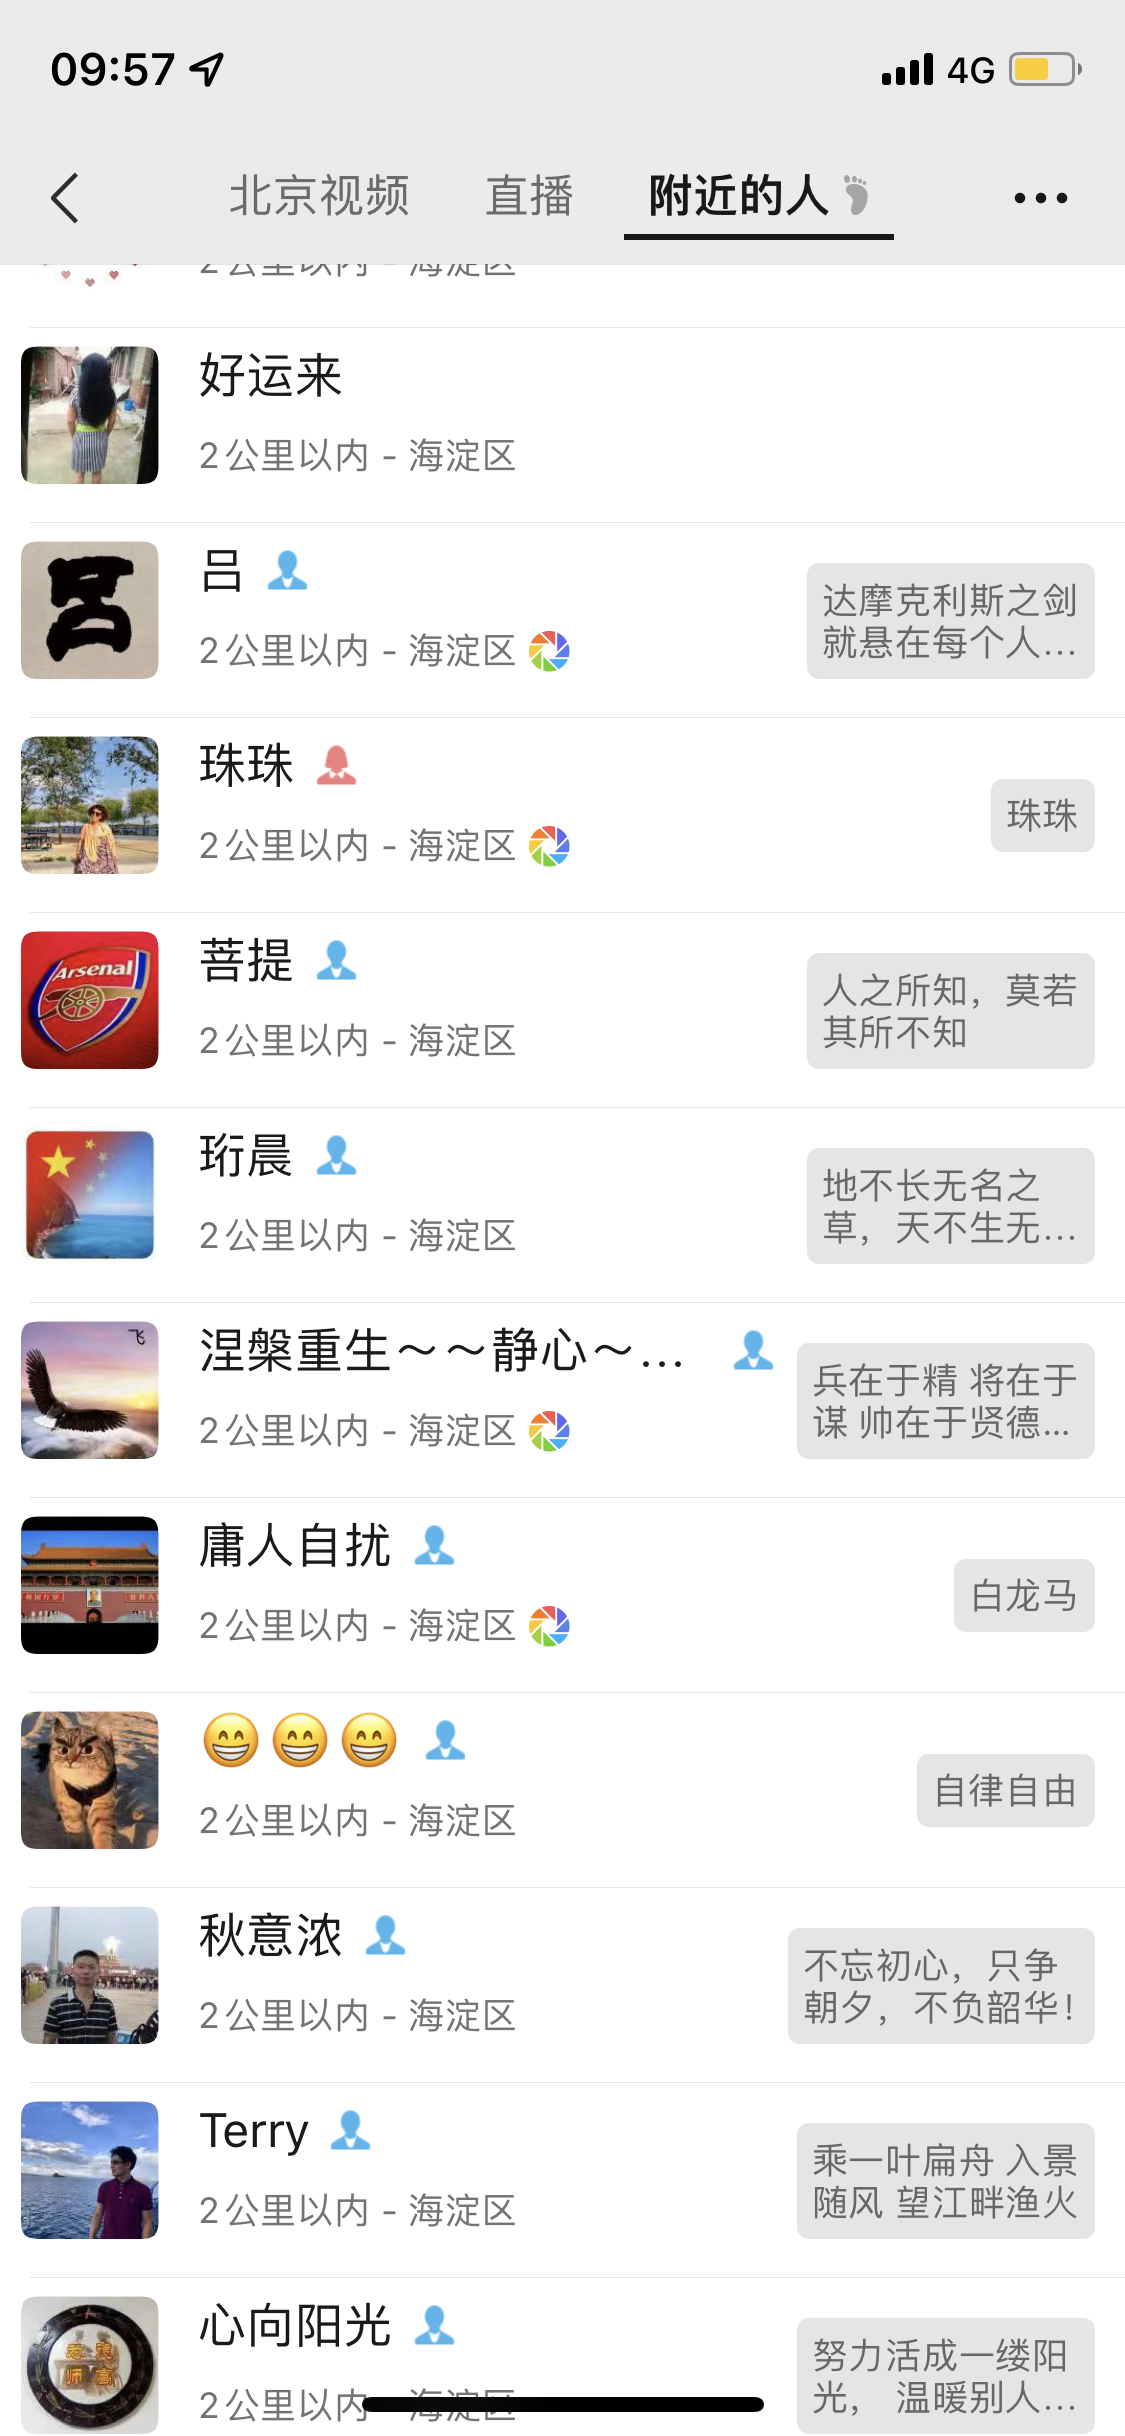 09:57
4G
北京视频 直播 附近的人
2公里以内 - 海淀区
好运来
2公里以内 - 海淀区
吕
吕
2公里以内 - 海淀区
达摩克利斯之剑
就悬在每个人...
珠珠
2公里以内 - 海淀区
珠珠
Arsenal
菩提
2公里以内 - 海淀区
人之所知，莫若
其所不知
珩晨
2公里以内 - 海淀区
地不长无名之
草，天不生无...
飞
涅槃重生～～静心～...
2公里以内 - 海淀区
兵在于精 将在于
谋 帅在于贤德...
庸人自扰
2公里以内 - 海淀区
白龙马
😁😁😁
2公里以内 - 海淀区
自律自由
秋意浓
2公里以内 - 海淀区
不忘初心，只争
朝夕，不负韶华！
Terry
2公里以内 - 海淀区
乘一叶扁舟 入景
随风 望江畔渔火
心向阳光
2公里以内 - 海淀区
努力活成一缕阳
光， 温暖别人...